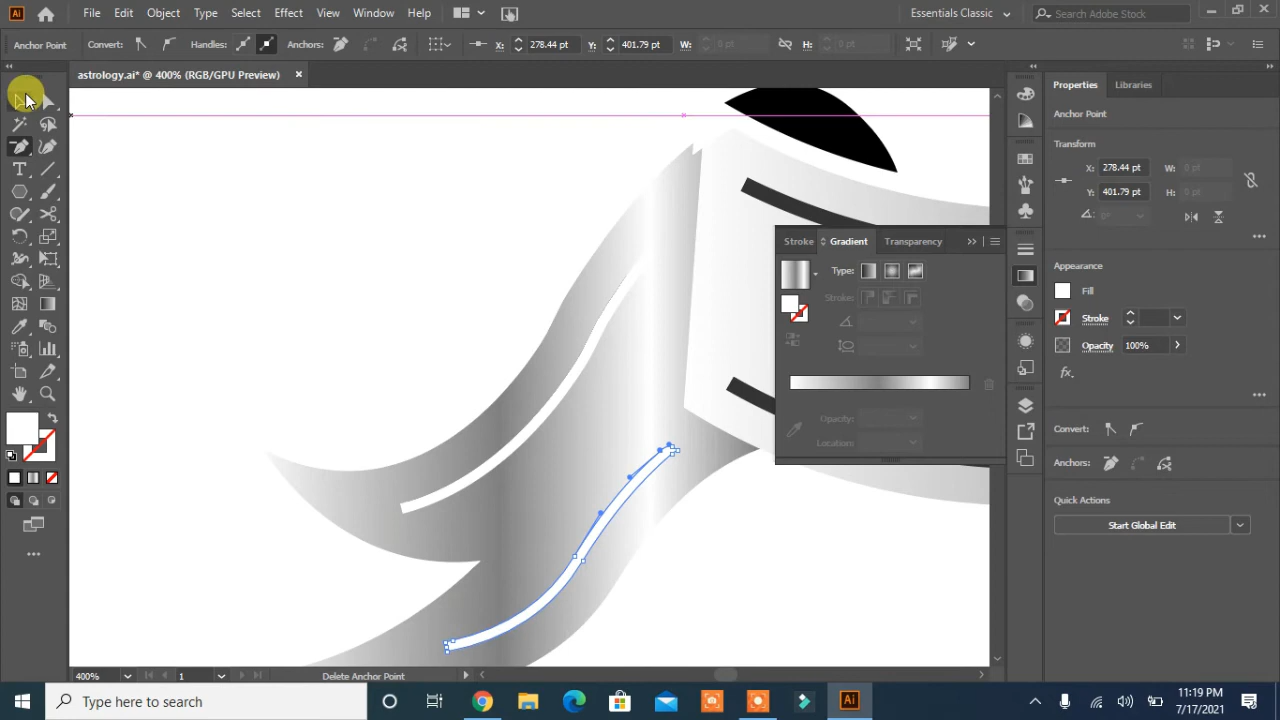 Ai File Edit Object Type Select Effect View Window Help Essentials Classic Search Adobe Stock
Anchor Point Convert: Handles: Anchors: X: 278.44 pt Y: 401.79 pt W: 0 pt H: 0 pt
astrology.ai* @ 400% (RGB/GPU Preview) ×
Properties Libraries
Anchor Point
Transform
X: 278.44 pt W: 0 pt
Y: 401.79 pt H: 0 pt
0°
Stroke Gradient Transparency
Type:
Stroke:
Opacity:
Location:
Appearance
Fill
Stroke
Opacity 100%
fx.
Convert:
Anchors:
Quick Actions
Start Global Edit
400% 1 Delete Anchor Point
Type here to search
Ai
11:19 PM
7/17/2021